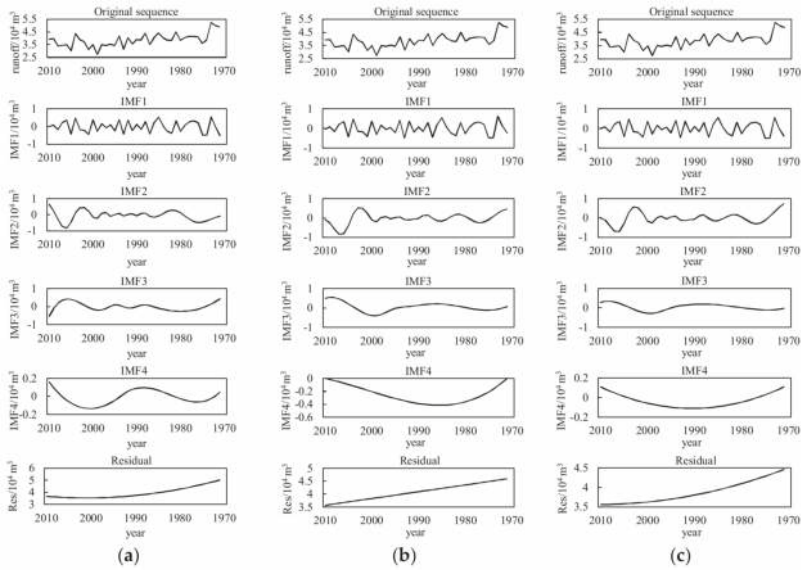 Original sequence
runoff/10⁴ m³
5.5
4.5
3.5
2.5
2010 2000 1990 1980 1970
year
IMF1
IMF1/10⁴ m³
1
0
-1
2010 2000 1990 1980 1970
year
IMF2
IMF2/10⁴ m³
1
0
-1
2010 2000 1990 1980 1970
year
IMF3
IMF3/10⁴ m³
1
0
-1
2010 2000 1990 1980 1970
year
IMF4
IMF4/10⁴ m³
0.2
0
-0.2
2010 2000 1990 1980 1970
year
Residual
Res/10⁴ m³
6
5
4
3
2010 2000 1990 1980 1970
year
(a)
Original sequence
runoff/10⁴ m³
5.5
4.5
3.5
2.5
2010 2000 1990 1980 1970
year
IMF1
IMF1/10⁴ m³
1
0
-1
2010 2000 1990 1980 1970
year
IMF2
IMF2/10⁴ m³
1
0
-1
2010 2000 1990 1980 1970
year
IMF3
IMF3/10⁴ m³
1
0
-1
2010 2000 1990 1980 1970
year
IMF4
IMF4/10⁴ m³
0
-0.2
-0.4
-0.6
2010 2000 1990 1980 1970
year
Residual
Res/10⁴ m³
5
4.5
4
3.5
2010 2000 1990 1980 1970
year
(b)
Original sequence
runoff/10⁴ m³
5.5
4.5
3.5
2.5
2010 2000 1990 1980 1970
year
IMF1
IMF1/10⁴ m³
1
0
-1
2010 2000 1990 1980 1970
year
IMF2
IMF2/10⁴ m³
1
0
-1
2010 2000 1990 1980 1970
year
IMF3
IMF3/10⁴ m³
1
0
-1
2010 2000 1990 1980 1970
year
IMF4
IMF4/10⁴ m³
0.2
0
-0.2
2010 2000 1990 1980 1970
year
Residual
Res/10⁴ m³
4.5
4
3.5
2010 2000 1990 1980 1970
year
(c)